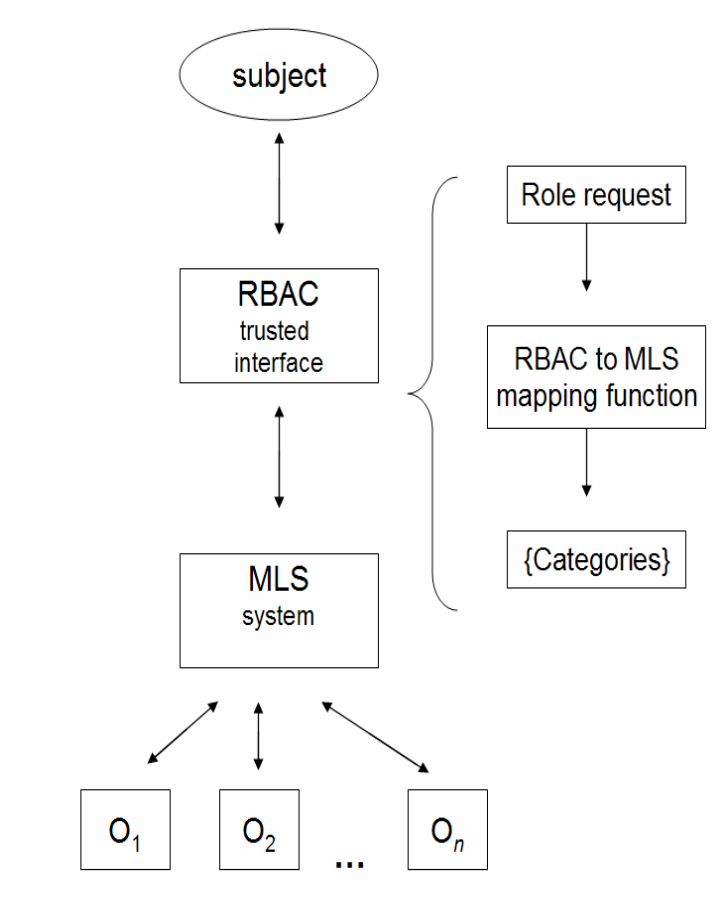 subject
RBAC
trusted
interface
MLS
system
O1
O2
...
On
Role request
RBAC to MLS
mapping function
{Categories}